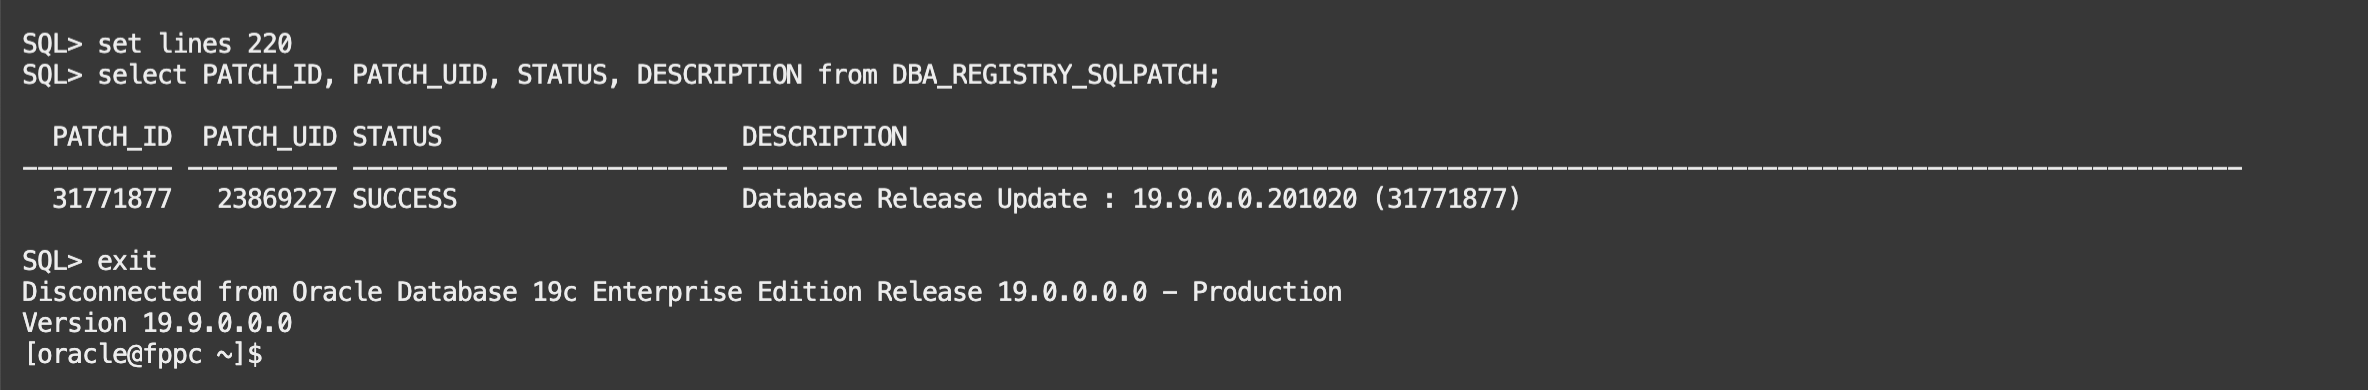 SQL> set lines 220
SQL> select PATCH_ID, PATCH_UID, STATUS, DESCRIPTION from DBA_REGISTRY_SQLPATCH;
  PATCH_ID  PATCH_UID STATUS                    DESCRIPTION
---------- ---------- ------------------------- ----------------------------------------------------------------------------------------------------
  31771877   23869227 SUCCESS                   Database Release Update : 19.9.0.0.201020 (31771877)
SQL> exit
Disconnected from Oracle Database 19c Enterprise Edition Release 19.0.0.0.0 - Production
Version 19.9.0.0.0
[oracle@fppc ~]$